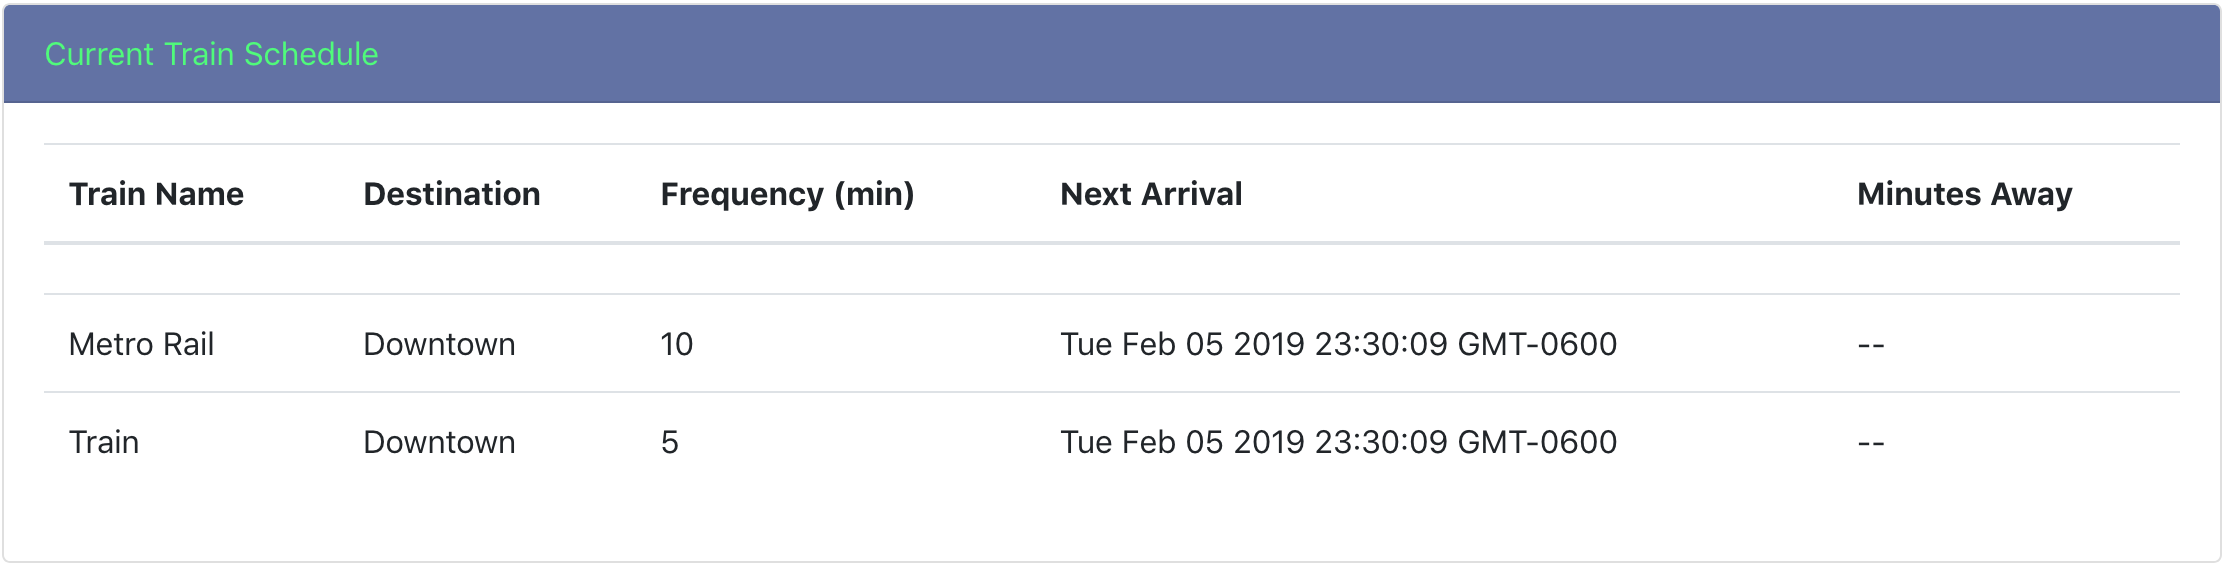 Current Train Schedule
Train Name Destination Frequency (min) Next Arrival Minutes Away
Metro Rail Downtown 10 Tue Feb 05 2019 23:30:09 GMT-0600 --
Train Downtown 5 Tue Feb 05 2019 23:30:09 GMT-0600 --